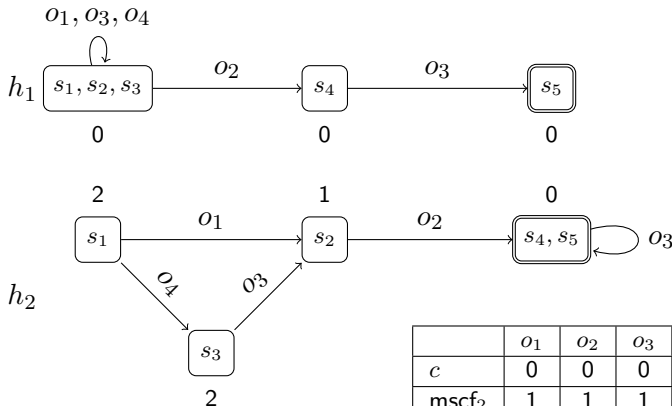 o₁, o₃, o₄
h₁ s₁, s₂, s₃ o₂ s₄ o₃ s₅
0 0 0
2 1 0
s₁ o₁ s₂ o₂ s₄, s₅ o₃
o₄ o₃
h₂
s₃
2
o₁ o₂ o₃
c 0 0 0
mscf₂ 1 1 1